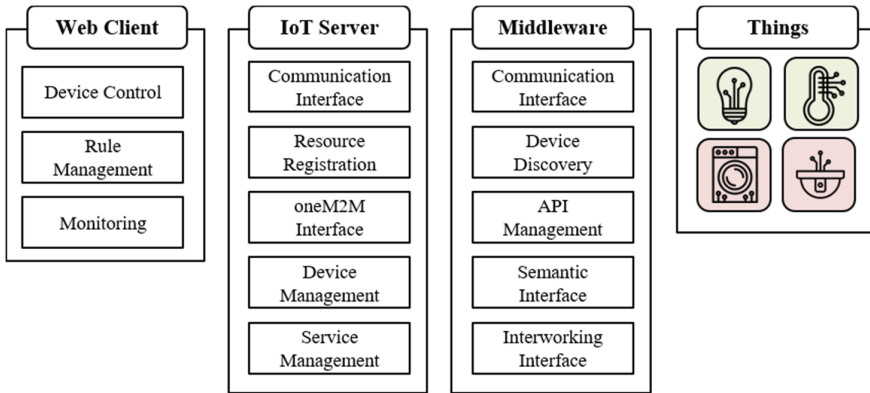 Web Client
Device Control
Rule
Management
Monitoring
IoT Server
Communication
Interface
Resource
Registration
oneM2M
Interface
Device
Management
Service
Management
Middleware
Communication
Interface
Device
Discovery
API
Management
Semantic
Interface
Interworking
Interface
Things